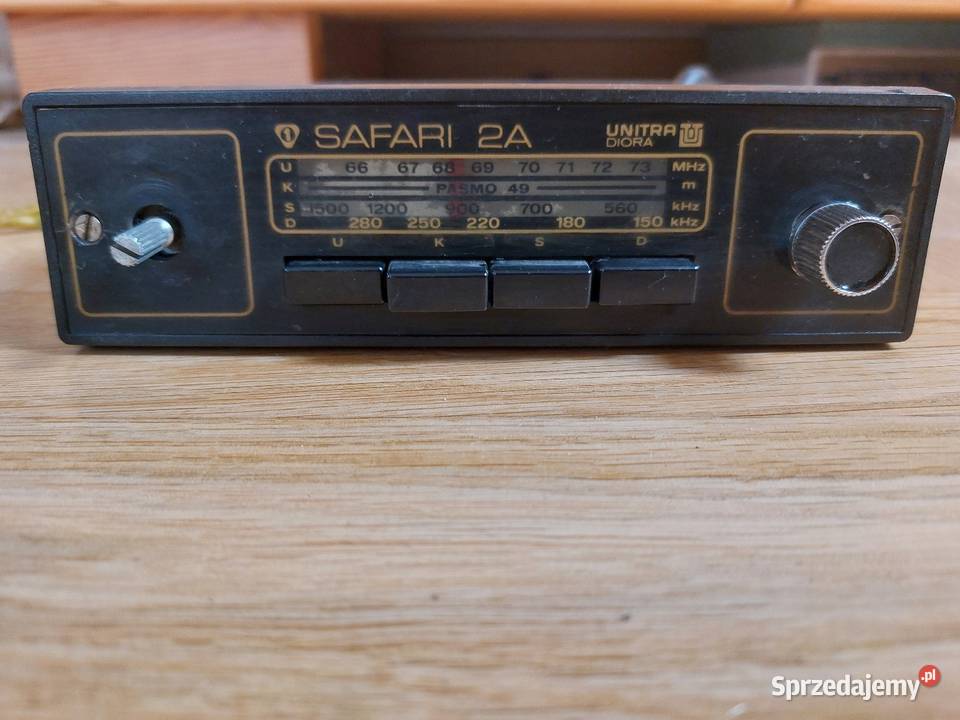 1 SAFARI 2A UNITRA
DIORA
U 66 67 68 69 70 71 72 73 MHz
K PASMO 49 m
S 1500 1200 900 700 560 kHz
D 280 250 220 180 150 kHz
U K S D
Sprzedajemy.pl